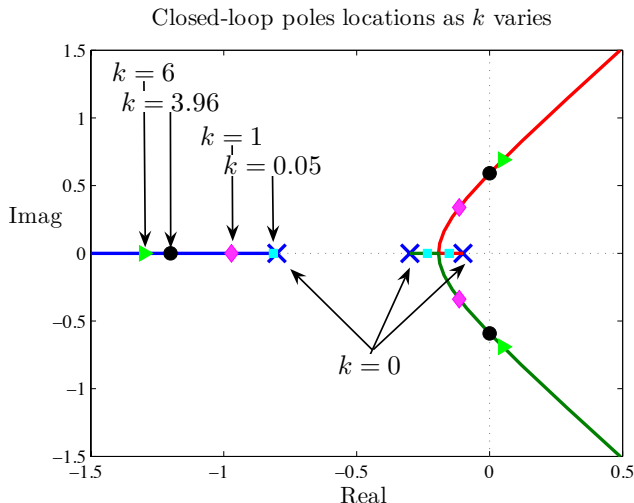 Closed-loop poles locations as k varies
1.5
k = 6
k = 3.96
1
k = 1
k = 0.05
0.5
Imag
0
−0.5
k = 0
−1
−1.5
−1.5
−1
−0.5
0
0.5
Real